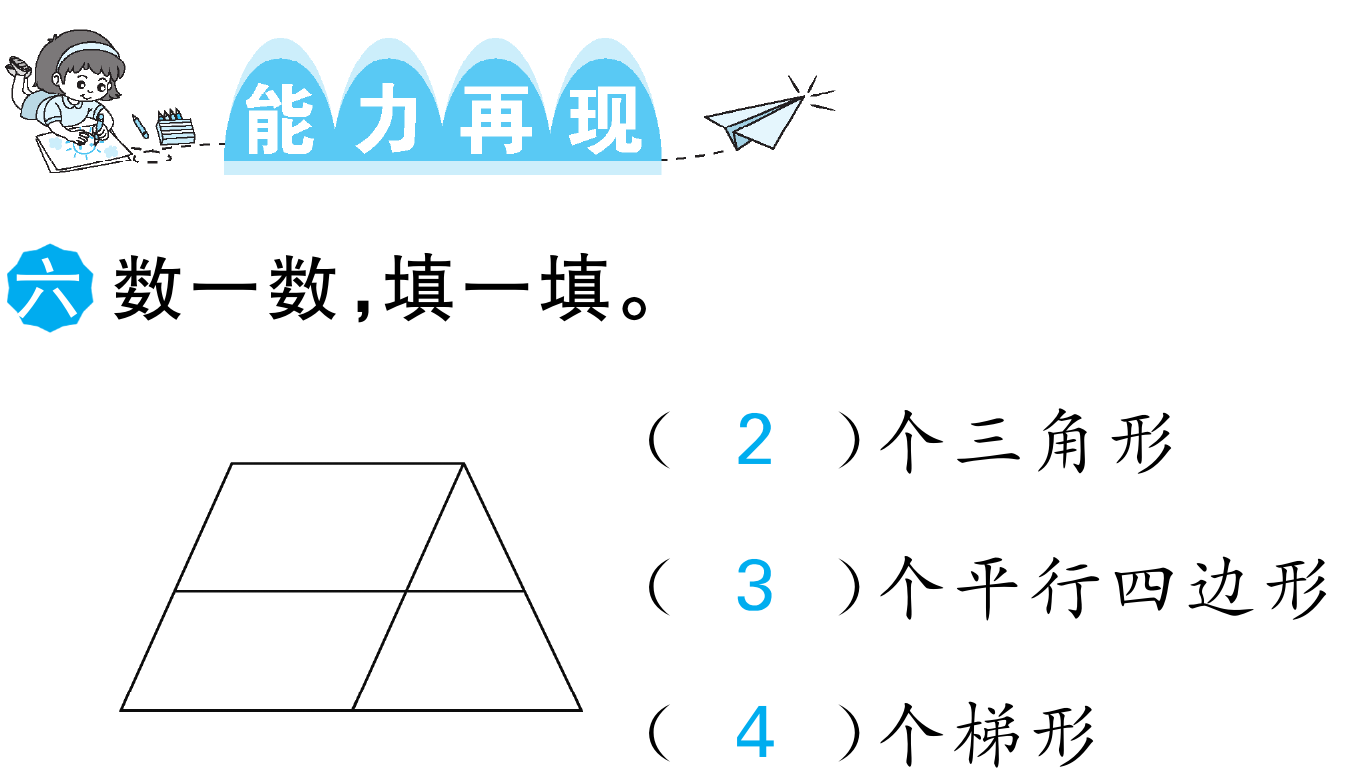 能力再现
六 数一数,填一填。
( 2 )个三角形
( 3 )个平行四边形
( 4 )个梯形